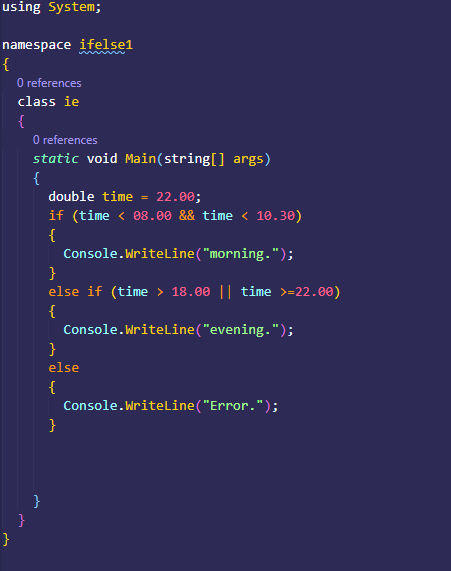 using System;
namespace ifelse1
{
0 references
class ie
{
0 references
static void Main(string[] args)
{
double time = 22.00;
if (time < 08.00 && time < 10.30)
{
Console.WriteLine("morning.");
}
else if (time > 18.00 || time >=22.00)
{
Console.WriteLine("evening.");
}
else
{
Console.WriteLine("Error.");
}
}
}
}